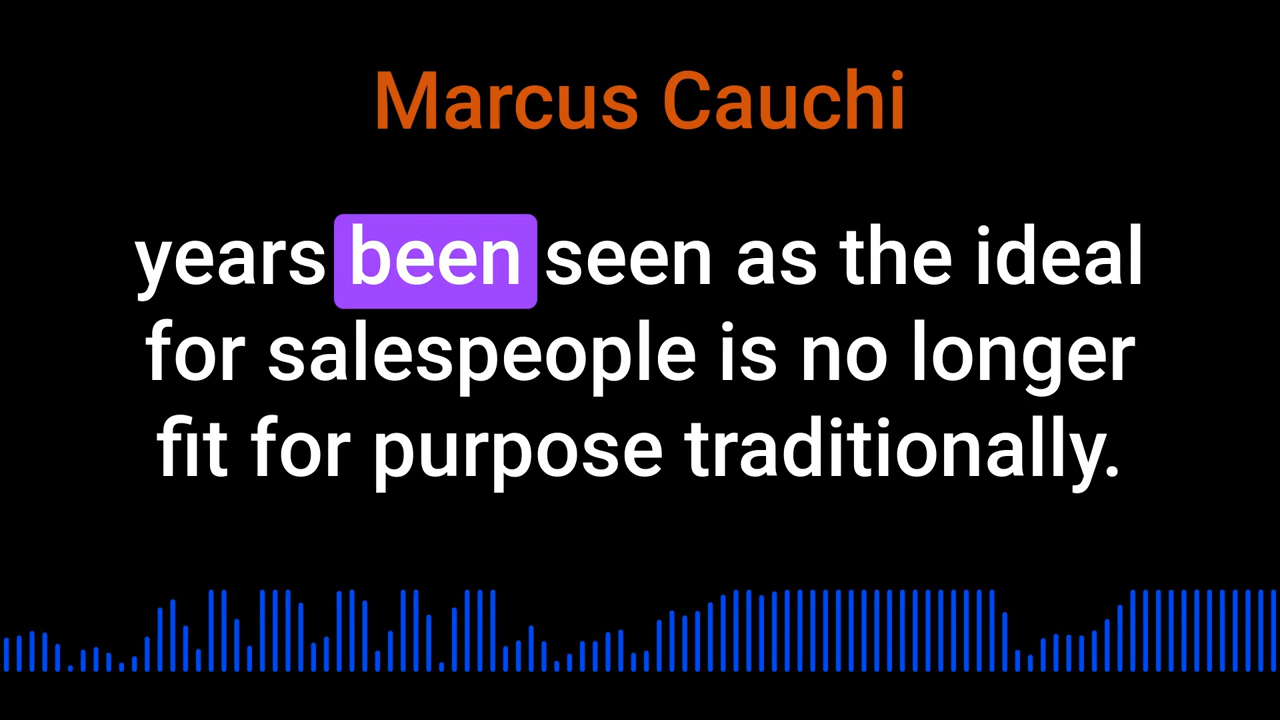 Marcus Cauchi
years been seen as the ideal
for salespeople is no longer
fit for purpose traditionally.